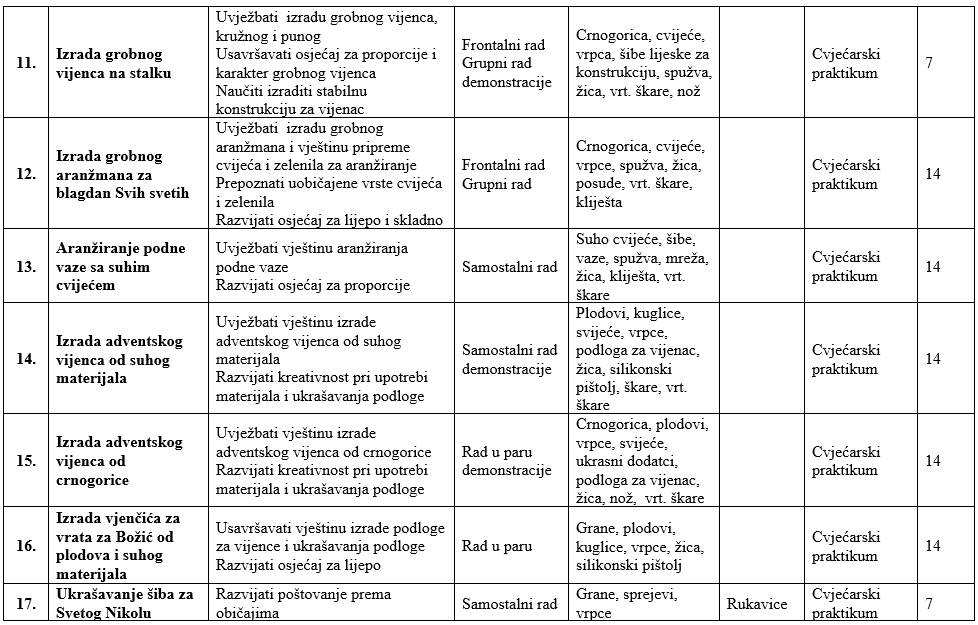 11.
Izrada grobnog
vijenca na stalku
Uvježbati  izradu grobnog vijenca,
kružnog i punog
Usavršavati osjećaj za proporcije i
karakter grobnog vijenca
Naučiti izraditi stabilnu
konstrukciju za vijenac
Frontalni rad
Grupni rad
demonstracije
Crnogorica, cvijeće,
vrpca, šibe lijeske za
konstrukciju, spužva,
žica, vrt. škare, nož
Cvjećarski
praktikum
7
12.
Izrada grobnog
aranžmana za
blagdan Svih svetih
Uvježbati  izradu grobnog
aranžmana i vještinu pripreme
cvijeća i zelenila za aranžiranje
Prepoznati uobičajene vrste cvijeća
i zelenila
Razvijati osjećaj za lijepo i skladno
Frontalni rad
Grupni rad
Crnogorica, cvijeće,
vrpce, spužva, žica,
posude, vrt. škare,
kliješta
Cvjećarski
praktikum
14
13.
Aranžiranje podne
vaze sa suhim
cvijećem
Uvježbati vještinu aranžiranja
podne vaze
Razvijati osjećaj za proporcije
Samostalni rad
Suho cvijeće, šibe,
vaze, spužva, mreža,
žica, kliješta, vrt.
škare
Cvjećarski
praktikum
14
14.
Izrada adventskog
vijenca od suhog
materijala
Uvježbati vještinu izrade
adventskog vijenca od suhog
materijala
Razvijati kreativnost pri upotrebi
materijala i ukrašavanja podloge
Samostalni rad
demonstracije
Plodovi, kuglice,
svijeće, vrpce,
podloga za vijenac,
žica, silikonski
pištolj, škare, vrt.
škare
Cvjećarski
praktikum
14
15.
Izrada adventskog
vijenca od
crnogorice
Uvježbati vještinu izrade
adventskog vijenca od crnogorice
Razvijati kreativnost pri upotrebi
materijala i ukrašavanja podloge
Rad u paru
demonstracije
Crnogorica, plodovi,
vrpce, svijeće,
ukrasni dodatci,
podloga za vijenac,
žica, nož,  vrt. škare
Cvjećarski
praktikum
14
16.
Izrada vjenčića za
vrata za Božić od
plodova i suhog
materijala
Usavršavati vještinu izrade podloge
za vijence i ukrašavanja podloge
Razvijati osjećaj za lijepo
Rad u paru
Grane, plodovi,
kuglice, vrpce, žica,
silikonski pištolj
Cvjećarski
praktikum
14
17.
Ukrašavanje šiba za
Svetog Nikolu
Razvijati poštovanje prema
običajima
Samostalni rad
Grane, sprejevi,
vrpce
Rukavice
Cvjećarski
praktikum
7